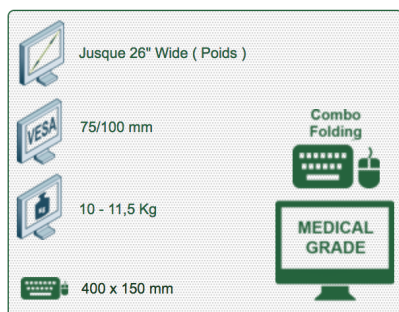 Jusque 26" Wide ( Poids )
VESA
75/100 mm
KG
10 - 11,5 Kg
400 x 150 mm
Combo
Folding
MEDICAL
GRADE